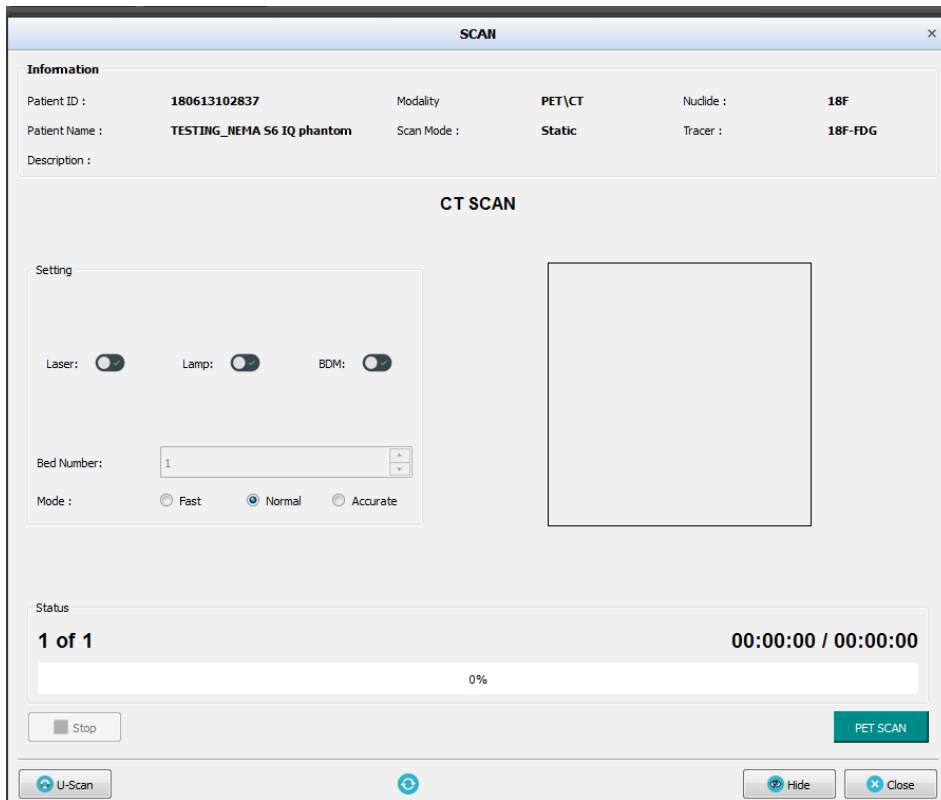 SCAN
Information
Patient ID : 180613102837 Modality PET\CT Nuclide : 18F
Patient Name : TESTING_NEMA S6 IQ phantom Scan Mode : Static Tracer : 18F-FDG
Description :
CT SCAN
Setting
Laser: Lamp: BDM:
Bed Number: 1
Mode : Fast Normal Accurate
Status
1 of 1 00:00:00 / 00:00:00
0%
Stop PET SCAN
U-Scan Hide Close